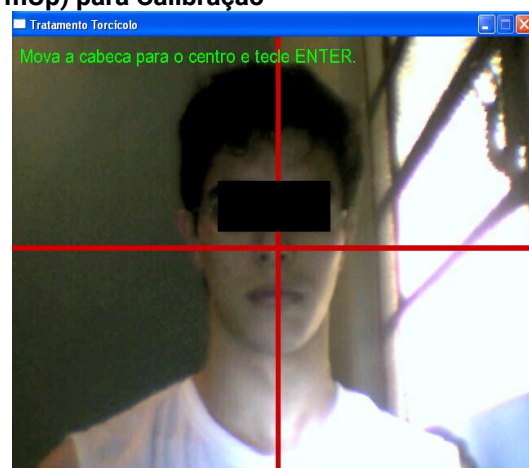 para Calibração
Tratamento Torcicolo
Mova a cabeca para o centro e tecle ENTER.